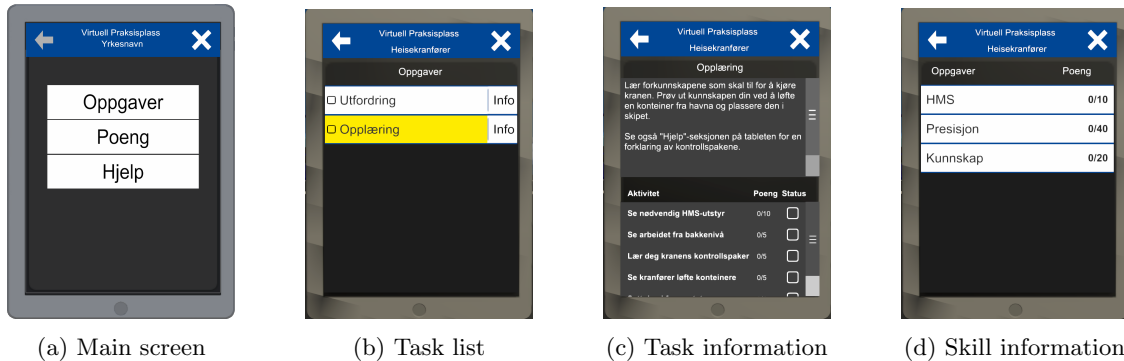 Virtuell Praksisplass
Yrkesnavn
Oppgaver
Poeng
Hjelp
(a) Main screen
Virtuell Praksisplass
Heisekranfører
Oppgaver
Utfordring Info
Opplæring Info
(b) Task list
Virtuell Praksisplass
Heisekranfører
Opplæring
Lær forkunnskapene som skal til for å kjøre
kranen. Prøv ut kunnskapen din ved å løfte
en konteiner fra havna og plassere den i
skipet.
Se også "Hjelp"-seksjonen på tableten for en
forklaring av kontrollspakene.
Aktivitet Poeng Status
Se nødvendig HMS-utstyr 0/10
Se arbeidet fra bakkenivå 0/5
Lær deg kranens kontrollspaker 0/5
Se kranfører løfte konteinere 0/5
(c) Task information
Virtuell Praksisplass
Heisekranfører
Oppgaver Poeng
HMS 0/10
Presisjon 0/40
Kunnskap 0/20
(d) Skill information